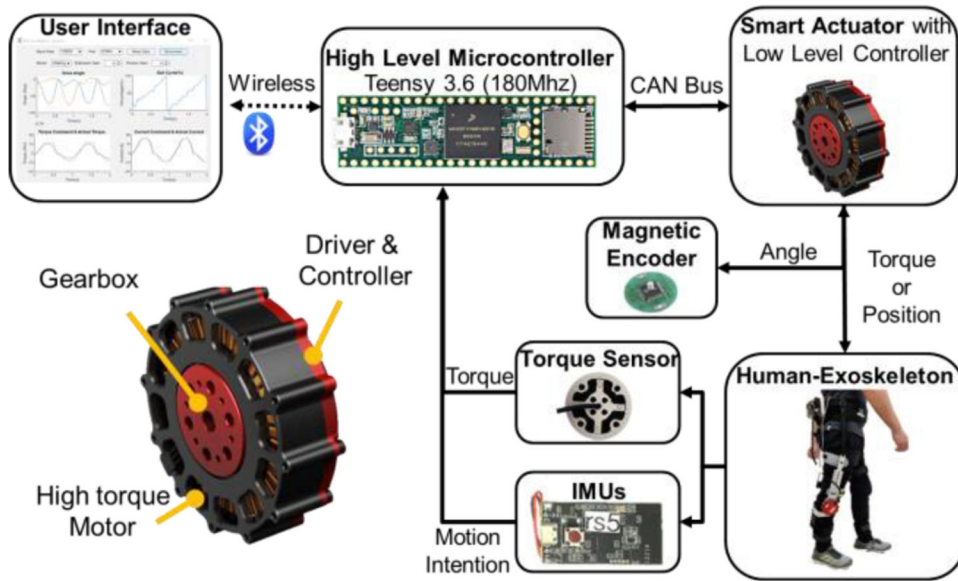 User Interface
Wireless
High Level Microcontroller
Teensy 3.6 (180Mhz)
CAN Bus
Smart Actuator with
Low Level Controller
Magnetic
Encoder
Angle
Torque
or
Position
Gearbox
Driver &
Controller
High torque
Motor
Torque
Torque Sensor
Motion
Intention
IMUs
rs5
Human-Exoskeleton